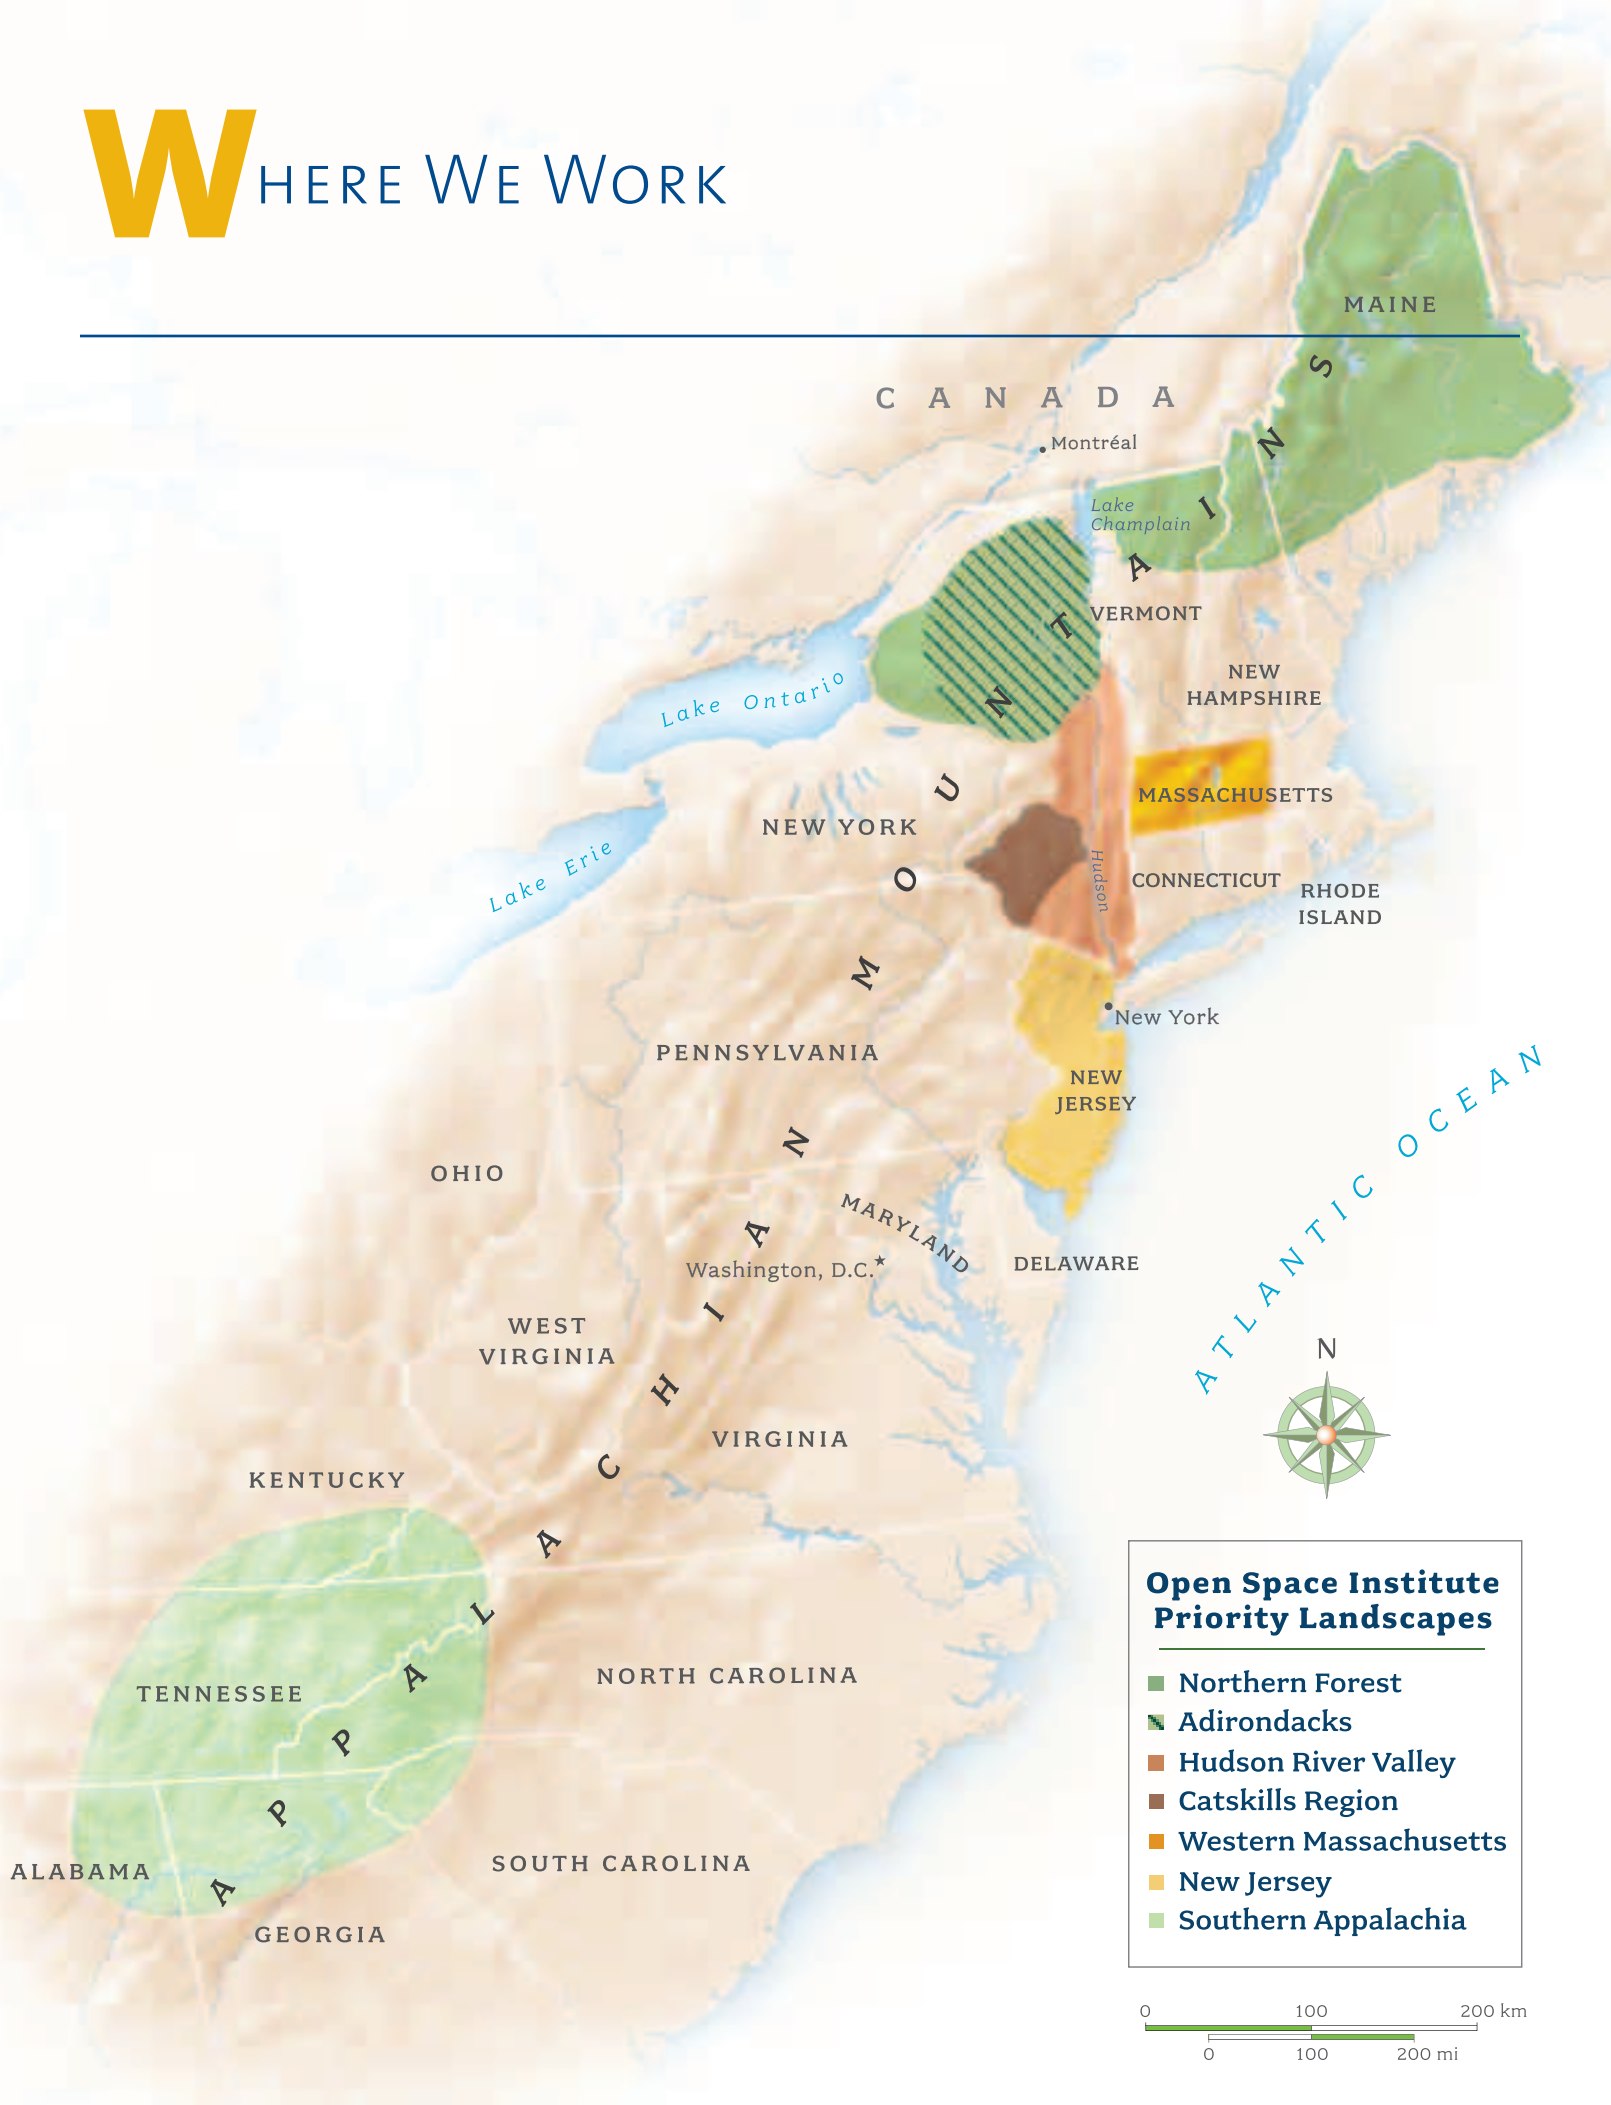 WHERE WE WORK
MAINE
CANADA
Montréal
Lake
Champlain
VERMONT
NEW
HAMPSHIRE
Lake Ontario
MASSACHUSETTS
NEW YORK
Lake Erie
Hudson
CONNECTICUT
RHODE
ISLAND
New York
PENNSYLVANIA
NEW
JERSEY
ATLANTIC OCEAN
OHIO
MARYLAND
Washington, D.C.
DELAWARE
WEST
VIRGINIA
APPALACHIAN MOUNTAINS
VIRGINIA
KENTUCKY
NORTH CAROLINA
TENNESSEE
SOUTH CAROLINA
ALABAMA
GEORGIA
N
Open Space Institute
Priority Landscapes
Northern Forest
Adirondacks
Hudson River Valley
Catskills Region
Western Massachusetts
New Jersey
Southern Appalachia
0 100 200 km
0 100 200 mi